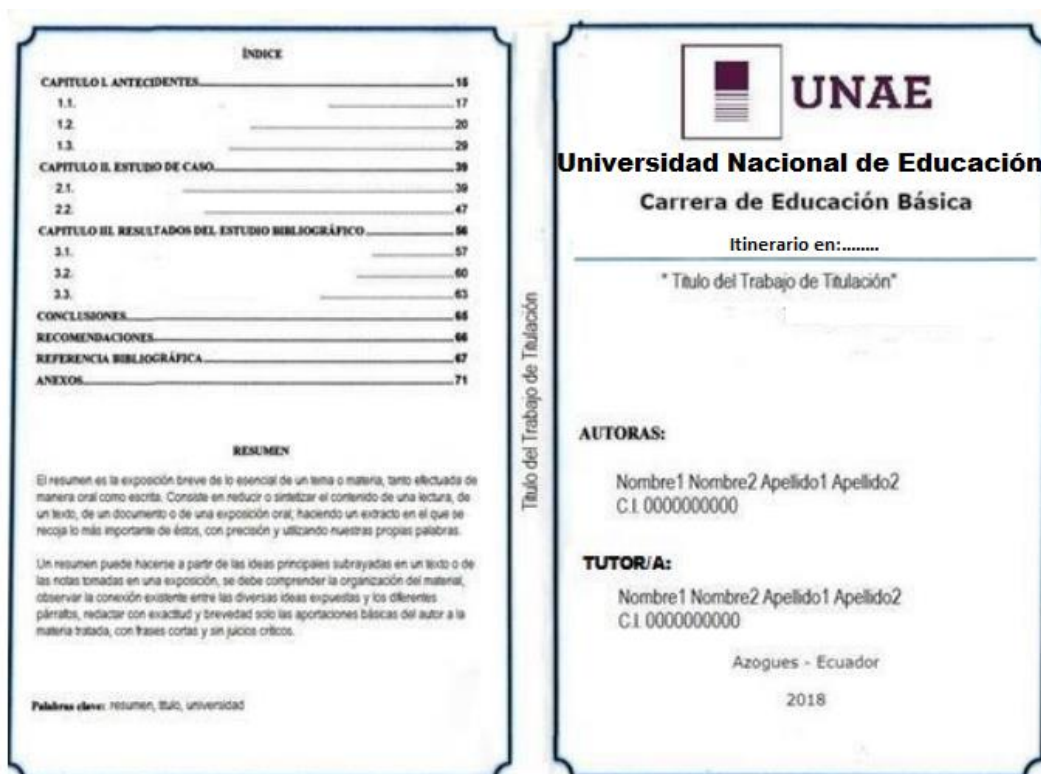 ÍNDICE
CAPITULO I. ANTECIDENTES 15
1.1. 17
1.2. 20
1.3. 29
CAPITULO II. ESTUDIO DE CASO 39
2.1. 39
2.2. 47
CAPITULO III. RESULTADOS DEL ESTUDIO BIBLIOGRÁFICO 56
3.1. 57
3.2. 60
3.3. 63
CONCLUSIONES 65
RECOMENDACIONES 66
REFERENCIA BIBLIOGRÁFICA 67
ANEXOS 71
RESUMEN
El resumen es la exposición breve de lo esencial de un tema o materia, tanto efectuada de
manera oral como escrita. Consiste en reducir o sintetizar el contenido de una lectura, de
un texto, de un documento o de una exposición oral, haciendo un extracto en el que se
recoja lo más importante de éstos, con precisión y utilizando nuestras propias palabras.
Un resumen puede hacerse a partir de las ideas principales subrayadas en un texto o de
las notas tomadas en una exposición, se debe comprender la organización del material,
observar la conexión existente entre las diversas ideas expuestas y los diferentes
párrafos, redactar con exactitud y brevedad solo las aportaciones básicas del autor a la
materia tratada, con frases cortas y sin juicios críticos.
Palabras clave: resumen, titulo, universidad
Titulo del Trabajo de Titulación
UNAE
Universidad Nacional de Educación
Carrera de Educación Básica
Itinerario en:........
" Titulo del Trabajo de Titulación"
AUTORAS:
Nombre1 Nombre2 Apellido1 Apellido2
C.I. 0000000000
TUTOR/A:
Nombre1 Nombre2 Apellido1 Apellido2
C.I. 0000000000
Azogues - Ecuador
2018